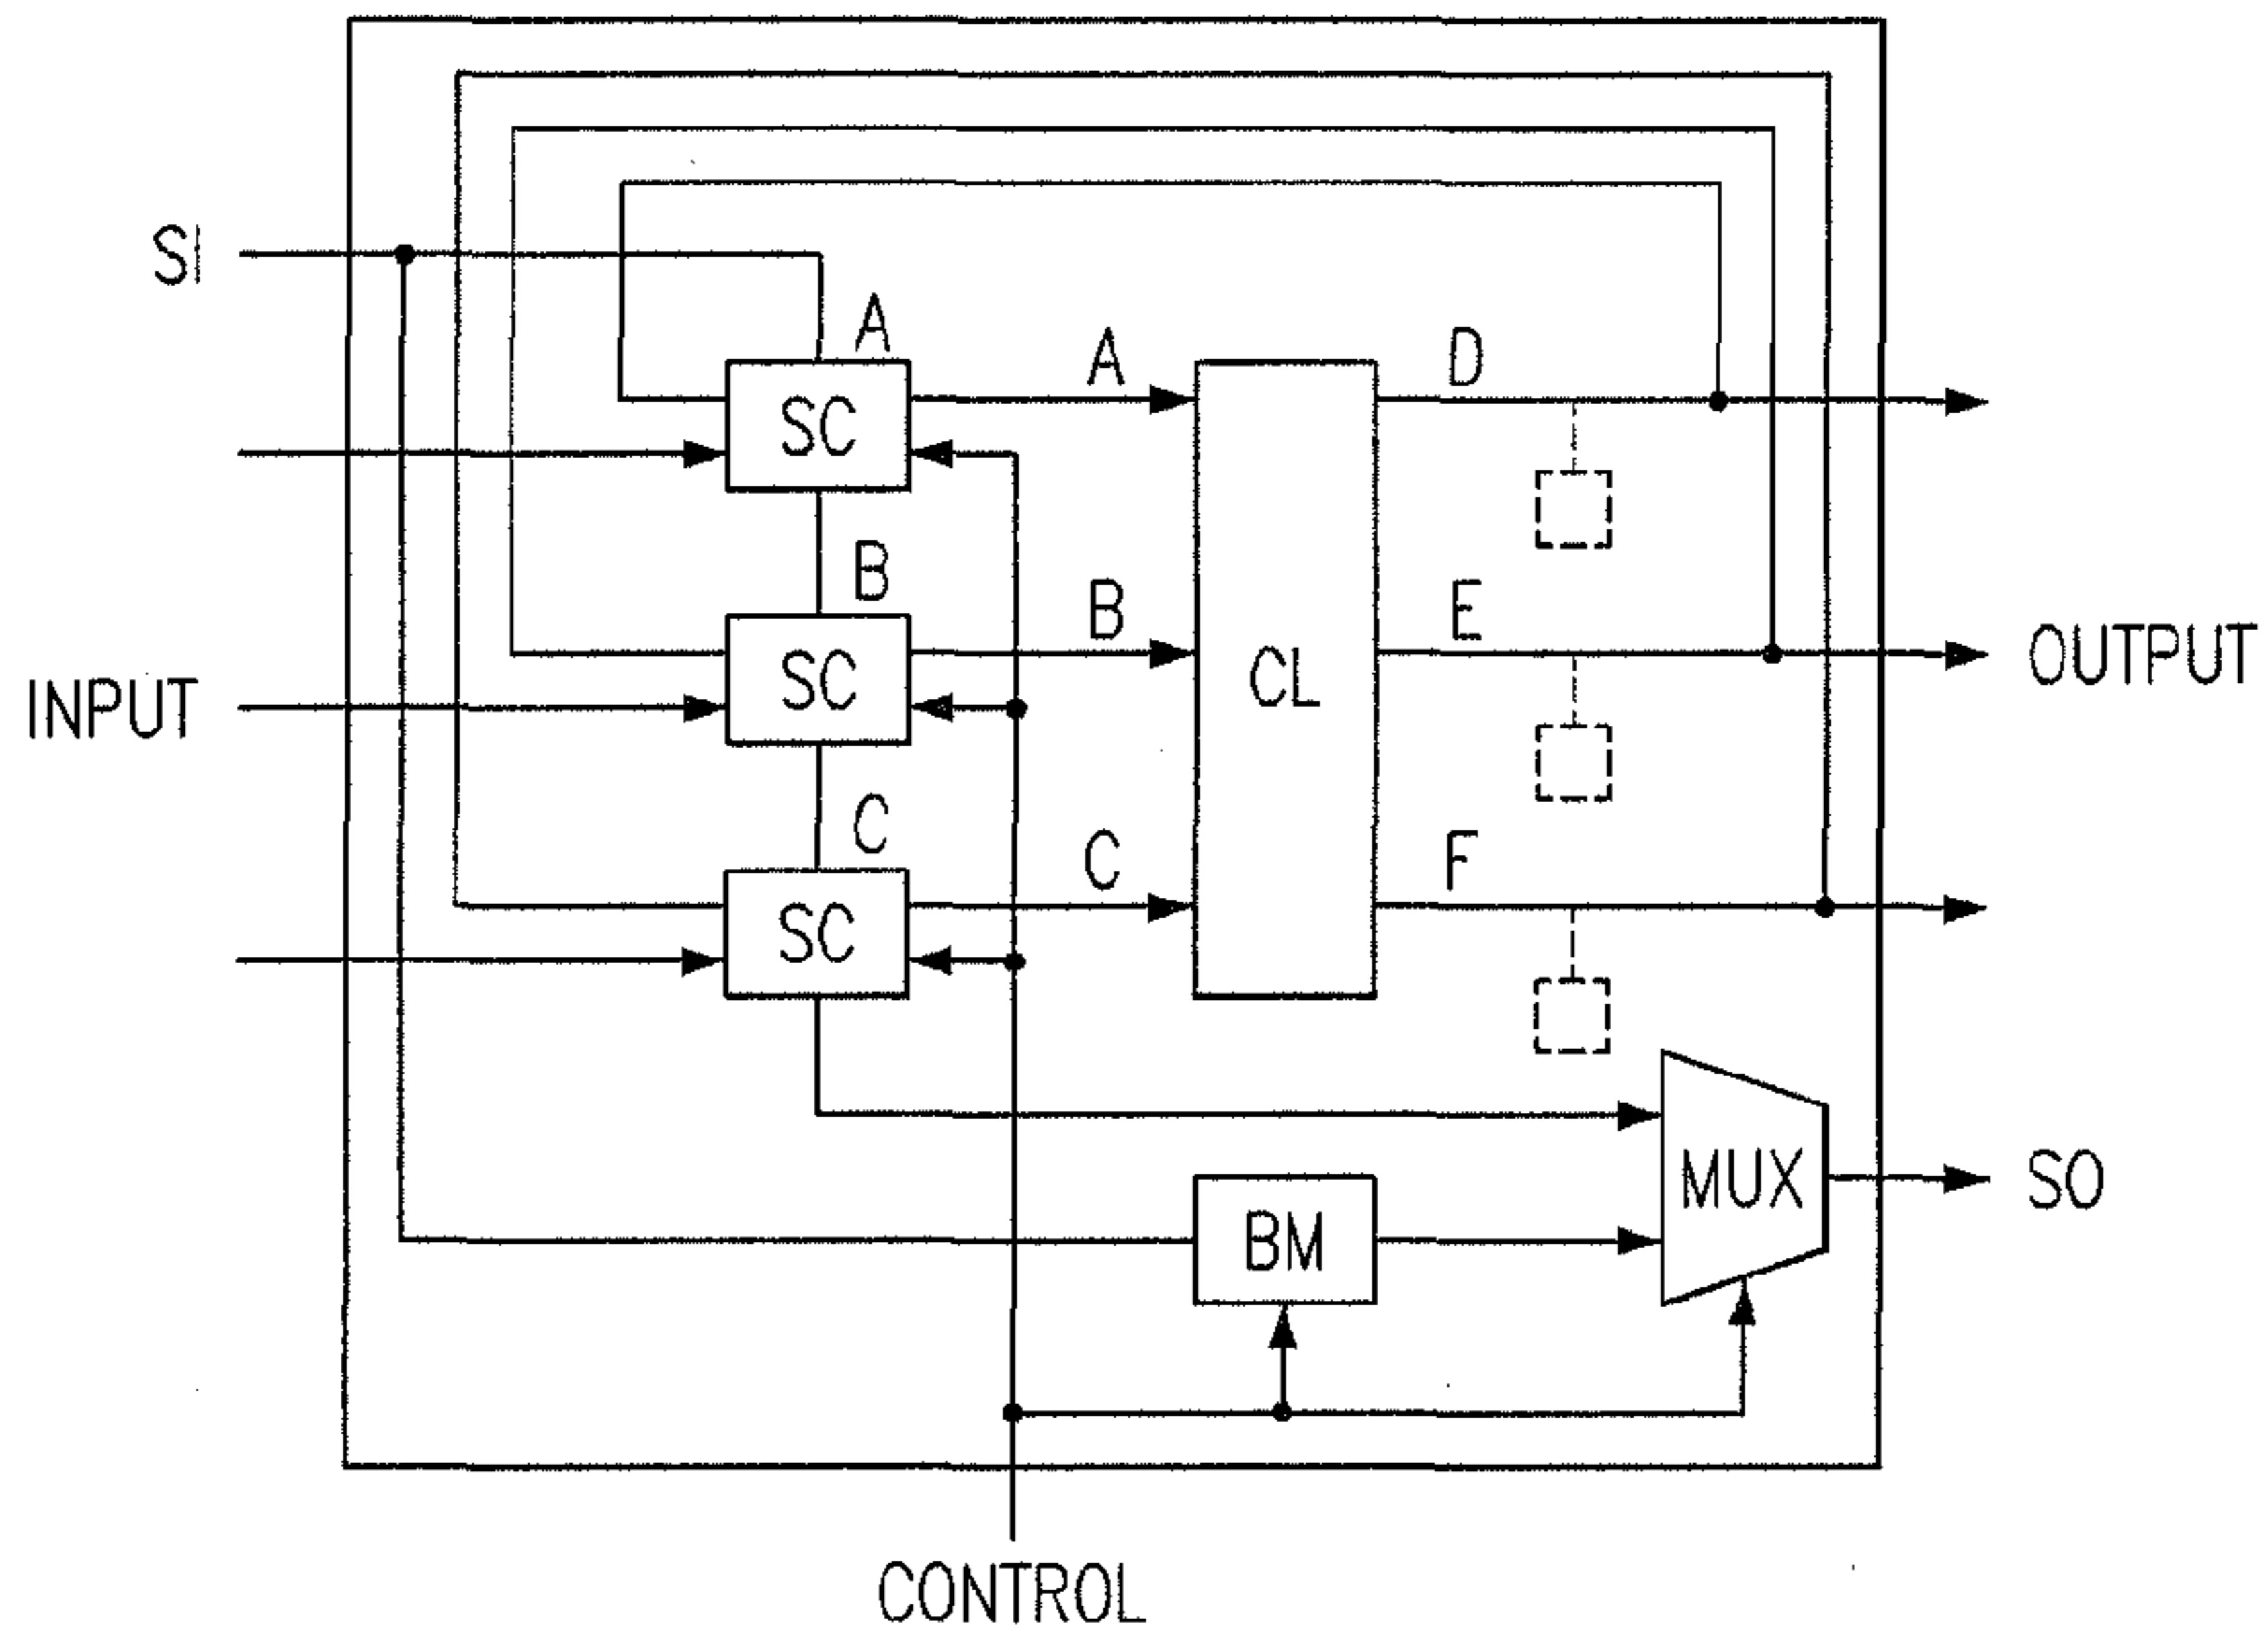 SI
A
A
D
SC
B
B
E
SC
CL
INPUT
OUTPUT
C
C
F
SC
MUX
SO
BM
CONTROL